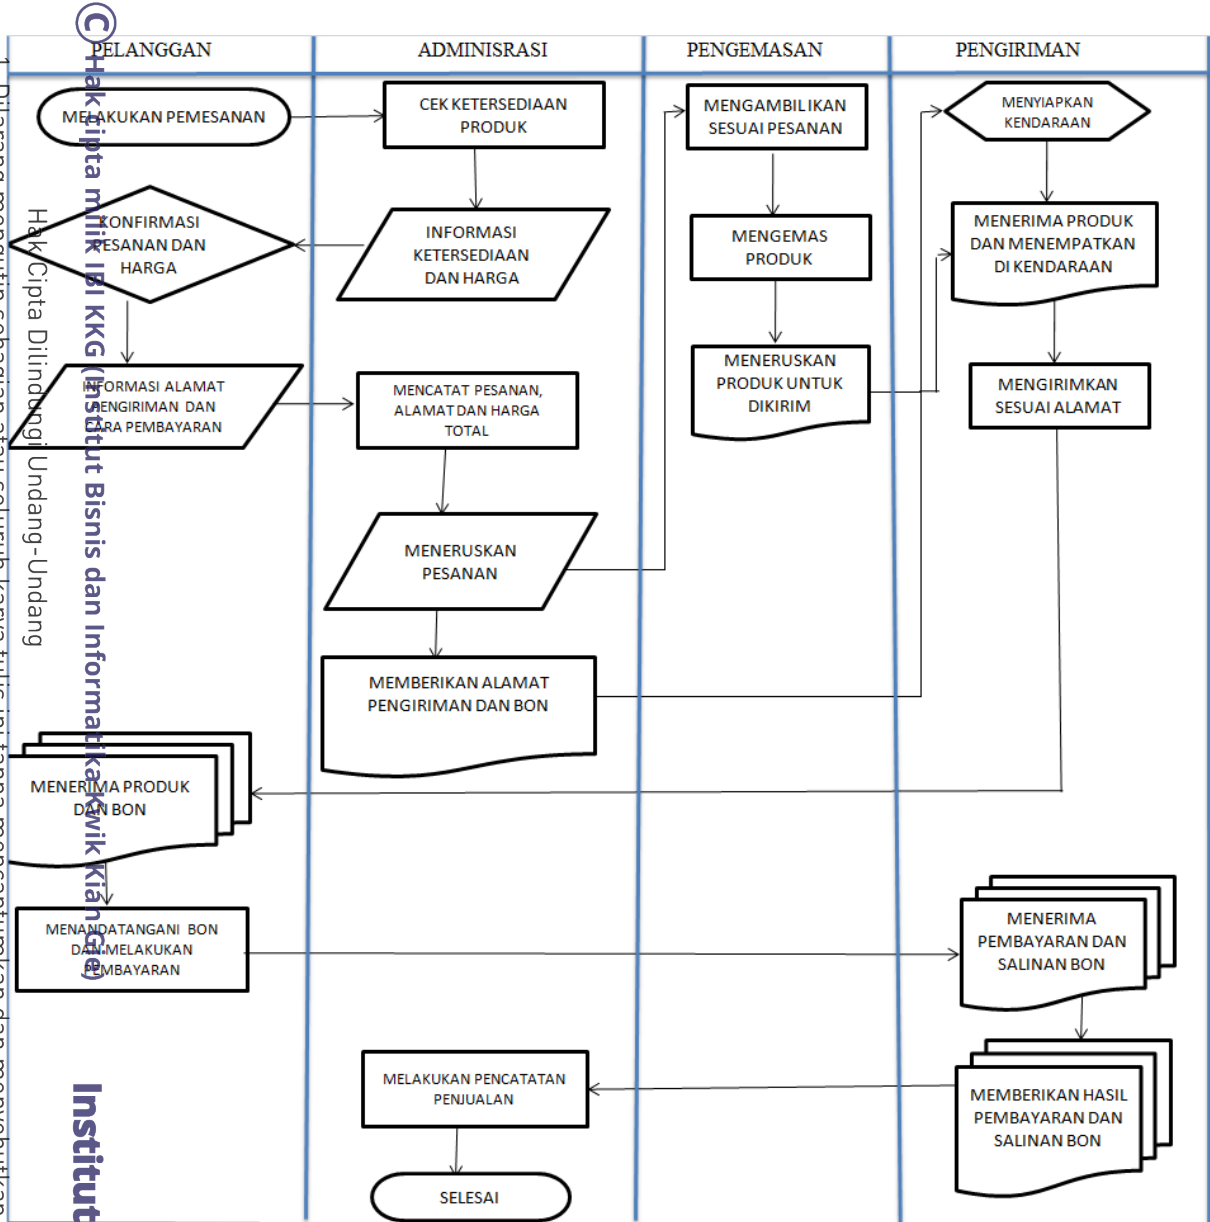 PELANGGAN
ADMINISRASI
PENGEMASAN
PENGIRIMAN
MELAKUKAN PEMESANAN
CEK KETERSEDIAAN
PRODUK
MENGAMBILIKAN
SESUAI PESANAN
MENYIAPKAN
KENDARAAN
KONFIRMASI
PESANAN DAN
HARGA
INFORMASI
KETERSEDIAAN
DAN HARGA
MENGEMAS
PRODUK
MENERIMA PRODUK
DAN MENEMPATKAN
DI KENDARAAN
INFORMASI ALAMAT
PENGIRIMAN DAN
CARA PEMBAYARAN
MENCATAT PESANAN,
ALAMAT DAN HARGA
TOTAL
MENERUSKAN
PRODUK UNTUK
DIKIRIM
MENGIRIMKAN
SESUAI ALAMAT
MENERUSKAN
PESANAN
MEMBERIKAN ALAMAT
PENGIRIMAN DAN BON
MENERIMA PRODUK
DAN BON
MENANDATANGANI BON
DAN MELAKUKAN
PEMBAYARAN
MENERIMA
PEMBAYARAN DAN
SALINAN BON
MELAKUKAN PENCATATAN
PENJUALAN
MEMBERIKAN HASIL
PEMBAYARAN DAN
SALINAN BON
SELESAI
© Hak cipta milik IBI KKG (Institut Bisnis dan Informatika Kwik Kian Gie)
Institut
Hak Cipta Dilindungi Undang-Undang